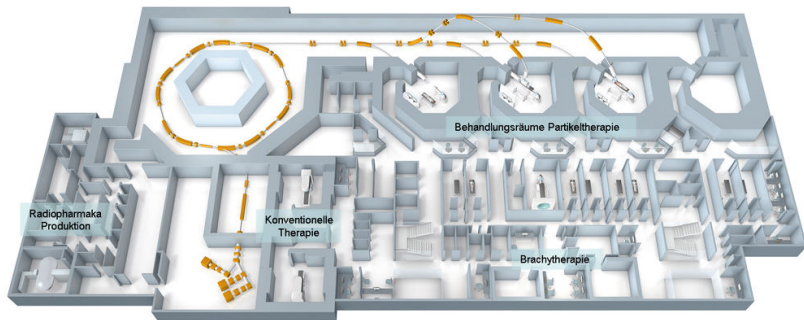 Behandlungsräume Partikeltherapie
Radiopharmaka
Produktion
Konventionelle
Therapie
Brachytherapie